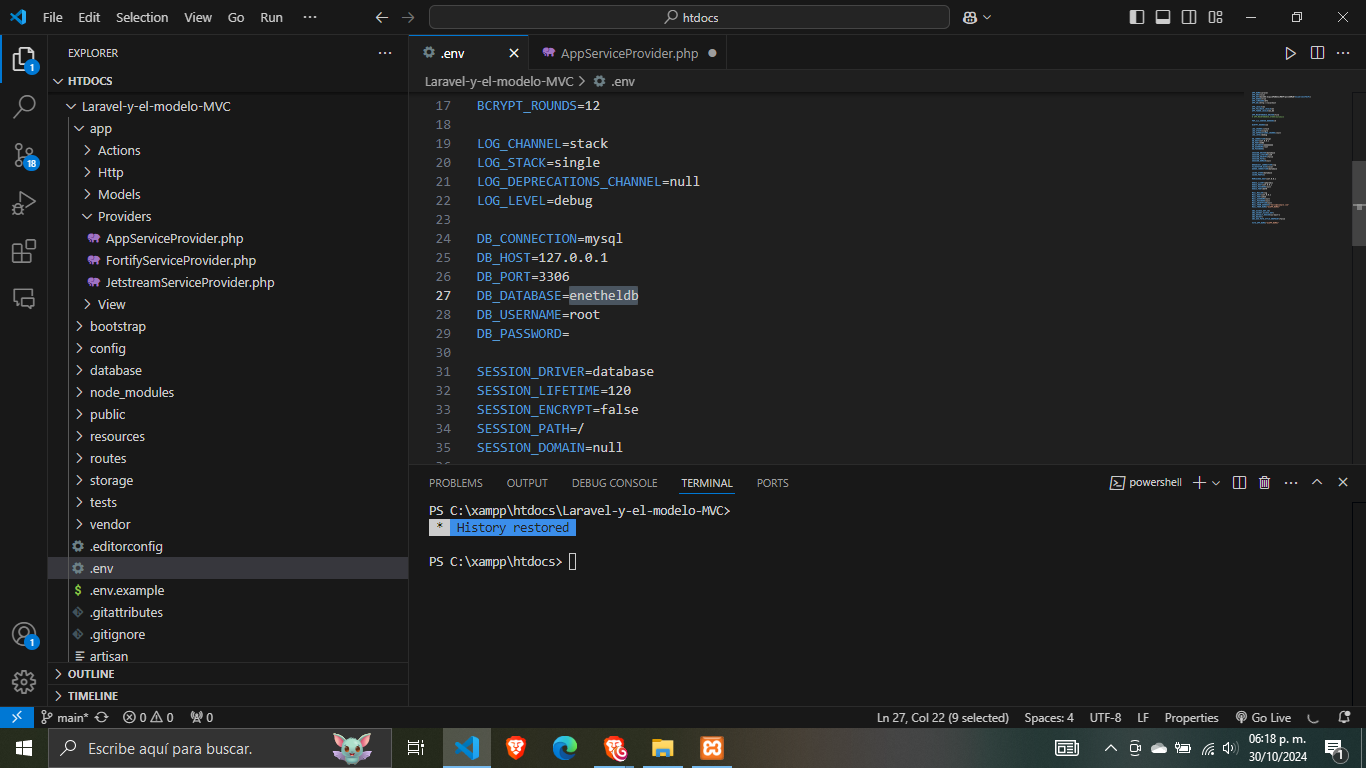 File Edit Selection View Go Run ··· htdocs
EXPLORER ···
HTDOCS
Laravel-y-el-modelo-MVC
app
Actions
Http
Models
Providers
AppServiceProvider.php
FortifyServiceProvider.php
JetstreamServiceProvider.php
View
bootstrap
config
database
node_modules
public
resources
routes
storage
tests
vendor
.editorconfig
.env
.env.example
.gitattributes
.gitignore
artisan
OUTLINE
TIMELINE
1
18
1
.env AppServiceProvider.php
Laravel-y-el-modelo-MVC > .env
17 BCRYPT_ROUNDS=12
18
19 LOG_CHANNEL=stack
20 LOG_STACK=single
21 LOG_DEPRECATIONS_CHANNEL=null
22 LOG_LEVEL=debug
23
24 DB_CONNECTION=mysql
25 DB_HOST=127.0.0.1
26 DB_PORT=3306
27 DB_DATABASE=enetheldb
28 DB_USERNAME=root
29 DB_PASSWORD=
30
31 SESSION_DRIVER=database
32 SESSION_LIFETIME=120
33 SESSION_ENCRYPT=false
34 SESSION_PATH=/
35 SESSION_DOMAIN=null
PROBLEMS OUTPUT DEBUG CONSOLE TERMINAL PORTS powershell
PS C:\xampp\htdocs\Laravel-y-el-modelo-MVC>
* History restored
PS C:\xampp\htdocs>
main* 0 0 0 Ln 27, Col 22 (9 selected) Spaces: 4 UTF-8 LF Properties Go Live
Escribe aquí para buscar. 06:18 p. m.
30/10/2024 1